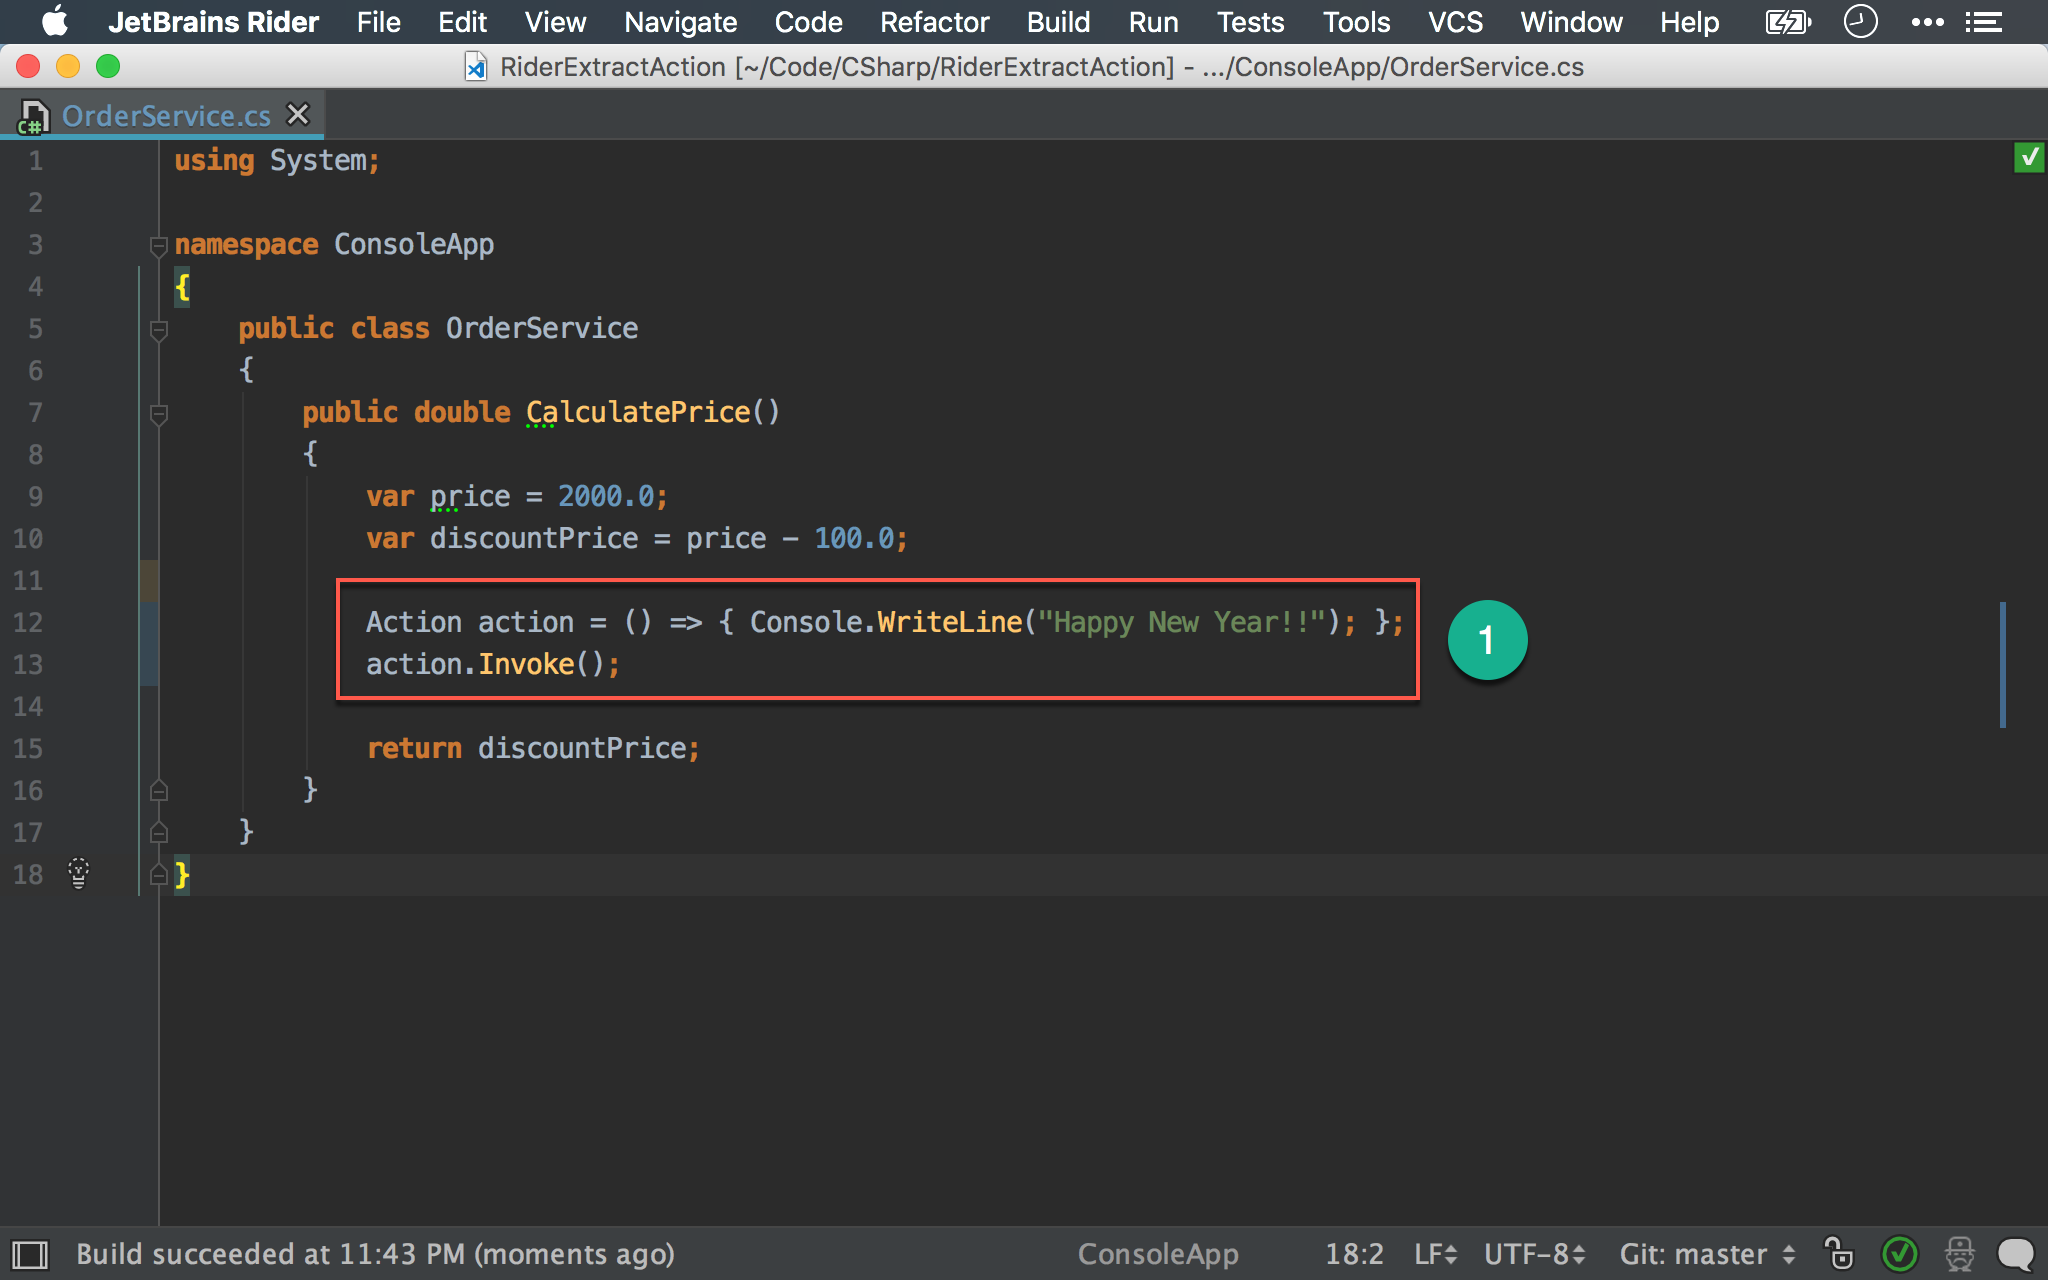 JetBrains Rider File Edit View Navigate Code Refactor Build Run Tests Tools VCS Window Help
RiderExtractAction [~/Code/CSharp/RiderExtractAction] - .../ConsoleApp/OrderService.cs
C# OrderService.cs
1 using System;
2
3 namespace ConsoleApp
4 {
5 public class OrderService
6 {
7 public double CalculatePrice()
8 {
9 var price = 2000.0;
10 var discountPrice = price - 100.0;
11
12 Action action = () => { Console.WriteLine("Happy New Year!!"); };
13 action.Invoke();
1
14
15 return discountPrice;
16 }
17 }
18 }
Build succeeded at 11:43 PM (moments ago) ConsoleApp 18:2 LF UTF-8 Git: master